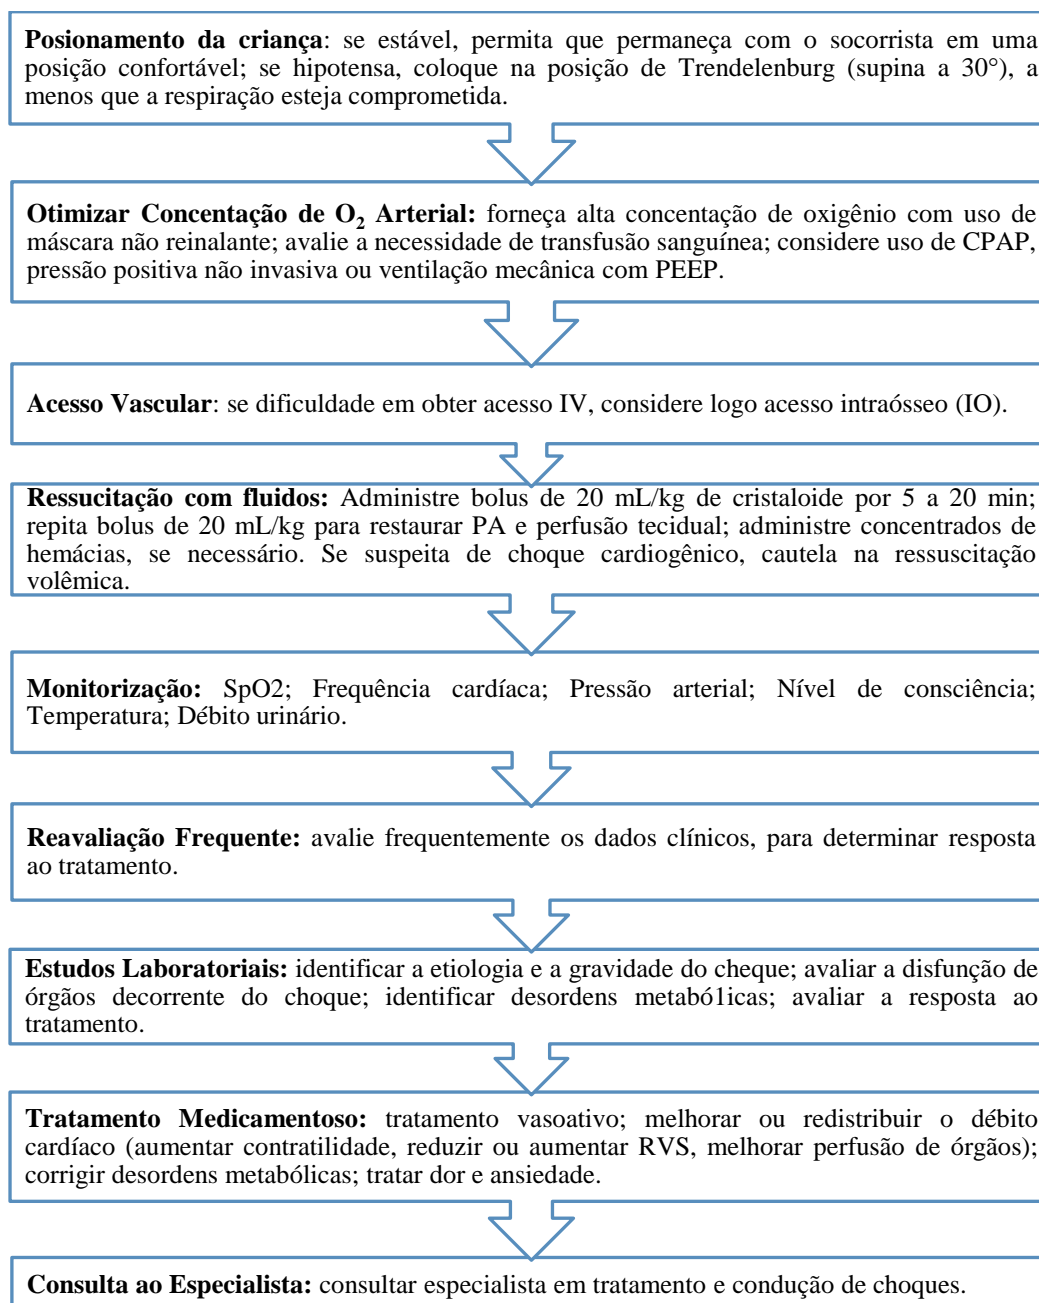 Posionamento da criança: se estável, permita que permaneça com o socorrista em uma
posição confortável; se hipotensa, coloque na posição de Trendelenburg (supina a 30°), a
menos que a respiração esteja comprometida.
Otimizar Concentação de O₂ Arterial: forneça alta concentração de oxigênio com uso de
máscara não reinalante; avalie a necessidade de transfusão sanguínea; considere uso de CPAP,
pressão positiva não invasiva ou ventilação mecânica com PEEP.
Acesso Vascular: se dificuldade em obter acesso IV, considere logo acesso intraósseo (IO).
Ressucitação com fluidos: Administre bolus de 20 mL/kg de cristaloide por 5 a 20 min;
repita bolus de 20 mL/kg para restaurar PA e perfusão tecidual; administre concentrados de
hemácias, se necessário. Se suspeita de choque cardiogênico, cautela na ressuscitação
volêmica.
Monitorização: SpO2; Frequência cardíaca; Pressão arterial; Nível de consciência;
Temperatura; Débito urinário.
Reavaliação Frequente: avalie frequentemente os dados clínicos, para determinar resposta
ao tratamento.
Estudos Laboratoriais: identificar a etiologia e a gravidade do cheque; avaliar a disfunção de
órgãos decorrente do choque; identificar desordens metabó1icas; avaliar a resposta ao
tratamento.
Tratamento Medicamentoso: tratamento vasoativo; melhorar ou redistribuir o débito
cardíaco (aumentar contratilidade, reduzir ou aumentar RVS, melhorar perfusão de órgãos);
corrigir desordens metabólicas; tratar dor e ansiedade.
Consulta ao Especialista: consultar especialista em tratamento e condução de choques.